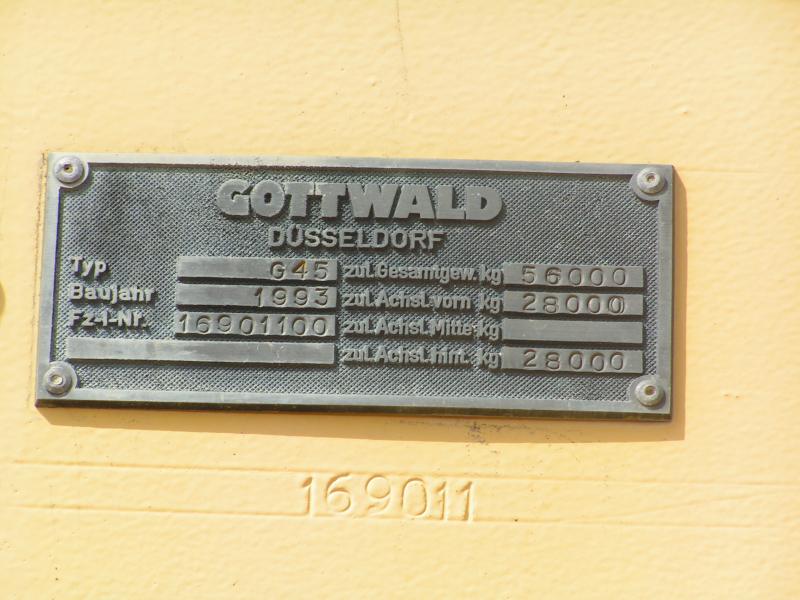 GOTTWALD
DÜSSELDORF
Typ G45 zul.Gesamtgew. kg 56000
Baujahr 1993 zul.Achsl.vorn kg 28000
Fz-I-Nr. 16901100 zul.Achsl.Mitte kg
zul.Achsl.hint. kg 28000
169011